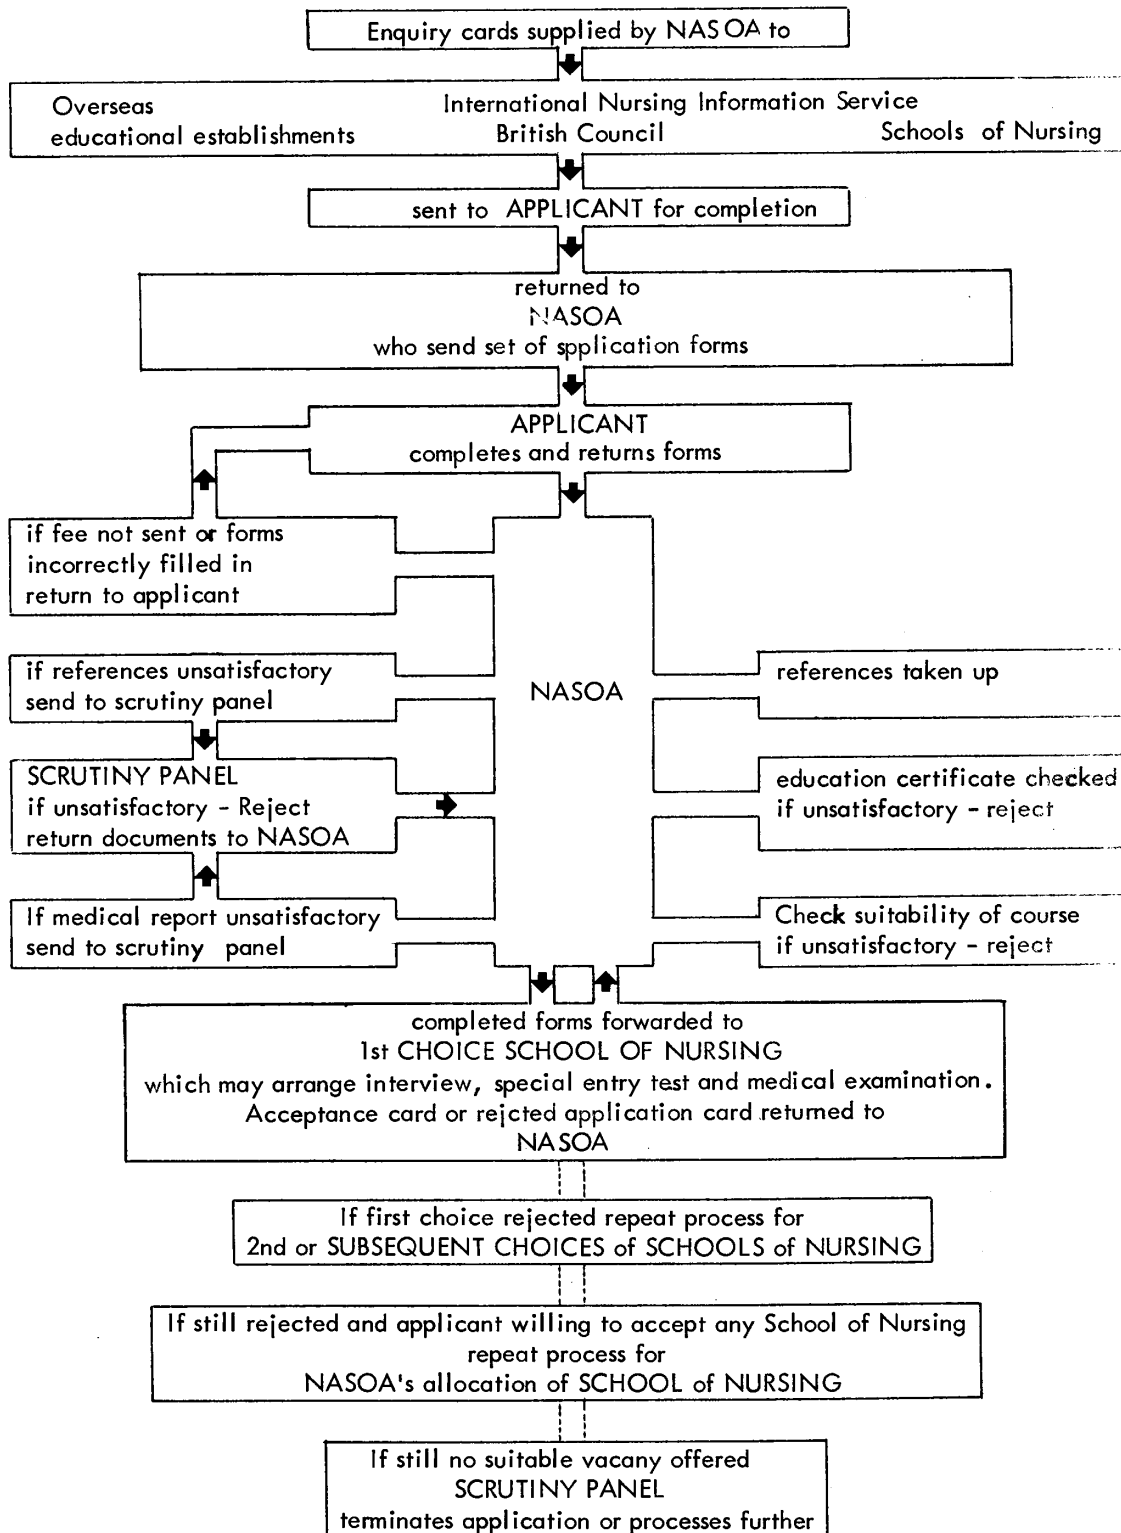 Enquiry cards supplied by NASOA to
Overseas
educational establishments
International Nursing Information Service
British Council
Schools of Nursing
sent to APPLICANT for completion
returned to
NASOA
who send set of spplication forms
APPLICANT
completes and returns forms
if fee not sent or forms
incorrectly filled in
return to applicant
if references unsatisfactory
send to scrutiny panel
NASOA
references taken up
SCRUTINY PANEL
if unsatisfactory - Reject
return documents to NASOA
education certificate checked
if unsatisfactory - reject
If medical report unsatisfactory
send to scrutiny panel
Check suitability of course
if unsatisfactory - reject
completed forms forwarded to
1st CHOICE SCHOOL OF NURSING
which may arrange interview, special entry test and medical examination.
Acceptance card or rejcted application card returned to
NASOA
If first choice rejected repeat process for
2nd or SUBSEQUENT CHOICES of SCHOOLS of NURSING
If still rejected and applicant willing to accept any School of Nursing
repeat process for
NASOA's allocation of SCHOOL of NURSING
If still no suitable vacancy offered
SCRUTINY PANEL
terminates application or processes further